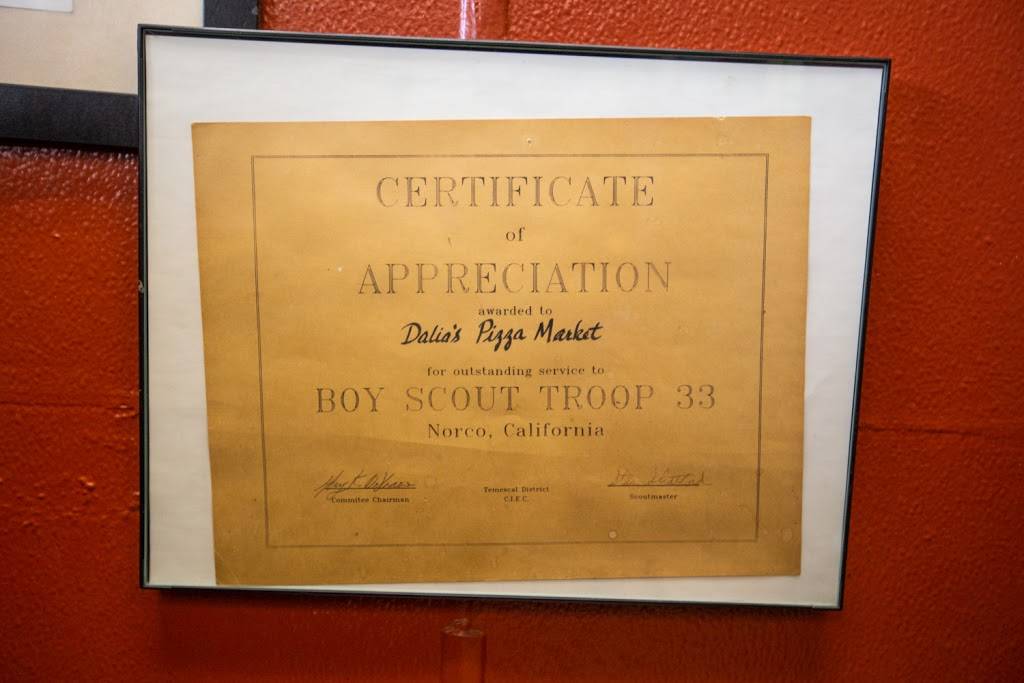 CERTIFICATE
of
APPRECIATION
awarded to
Dalia's Pizza Market
for outstanding service to
BOY SCOUT TROOP 33
Norco, California
Commitee Chairman
Temescal District
C.I.E.C.
Scoutmaster